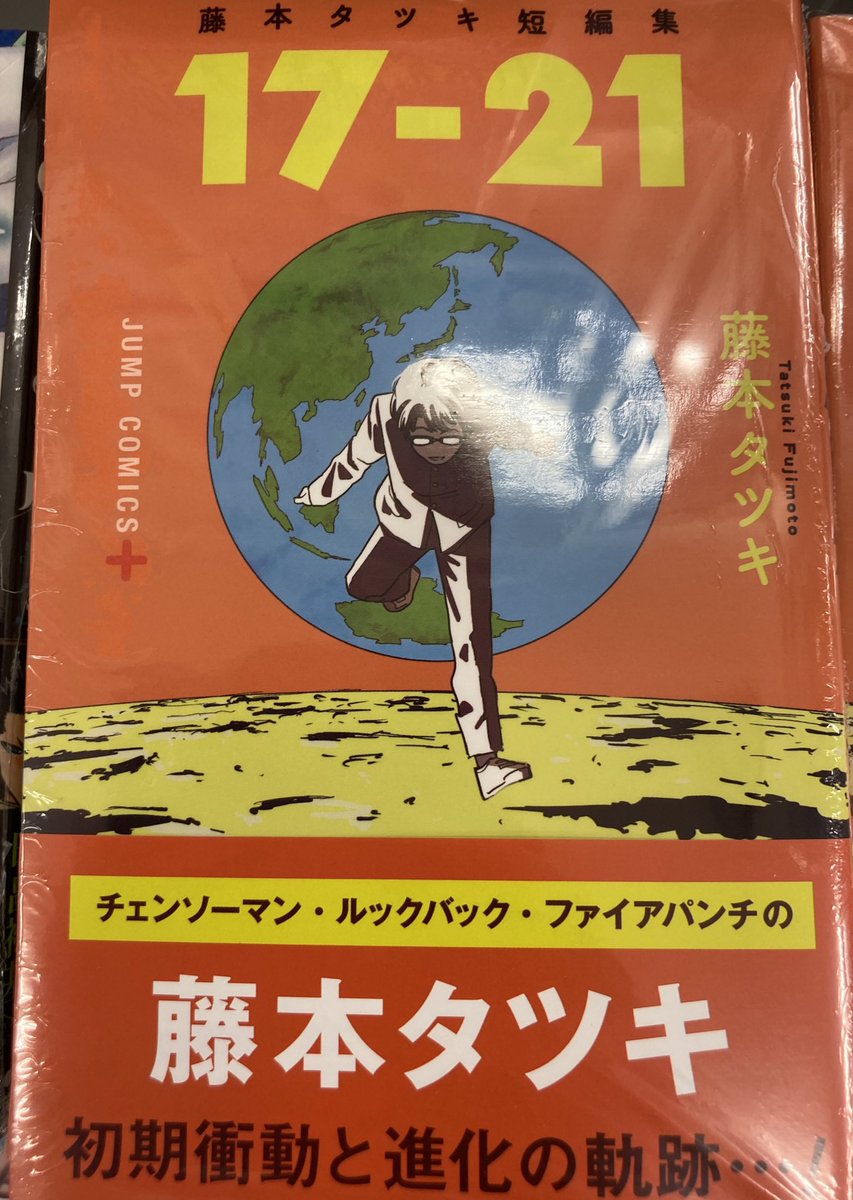 藤本タツキ短編集
17-21
藤本タツキ
Tatsuki Fujimoto
JUMP COMICS+
チェンソーマン・ルックバック・ファイアパンチの
藤本タツキ
初期衝動と進化の軌跡…!